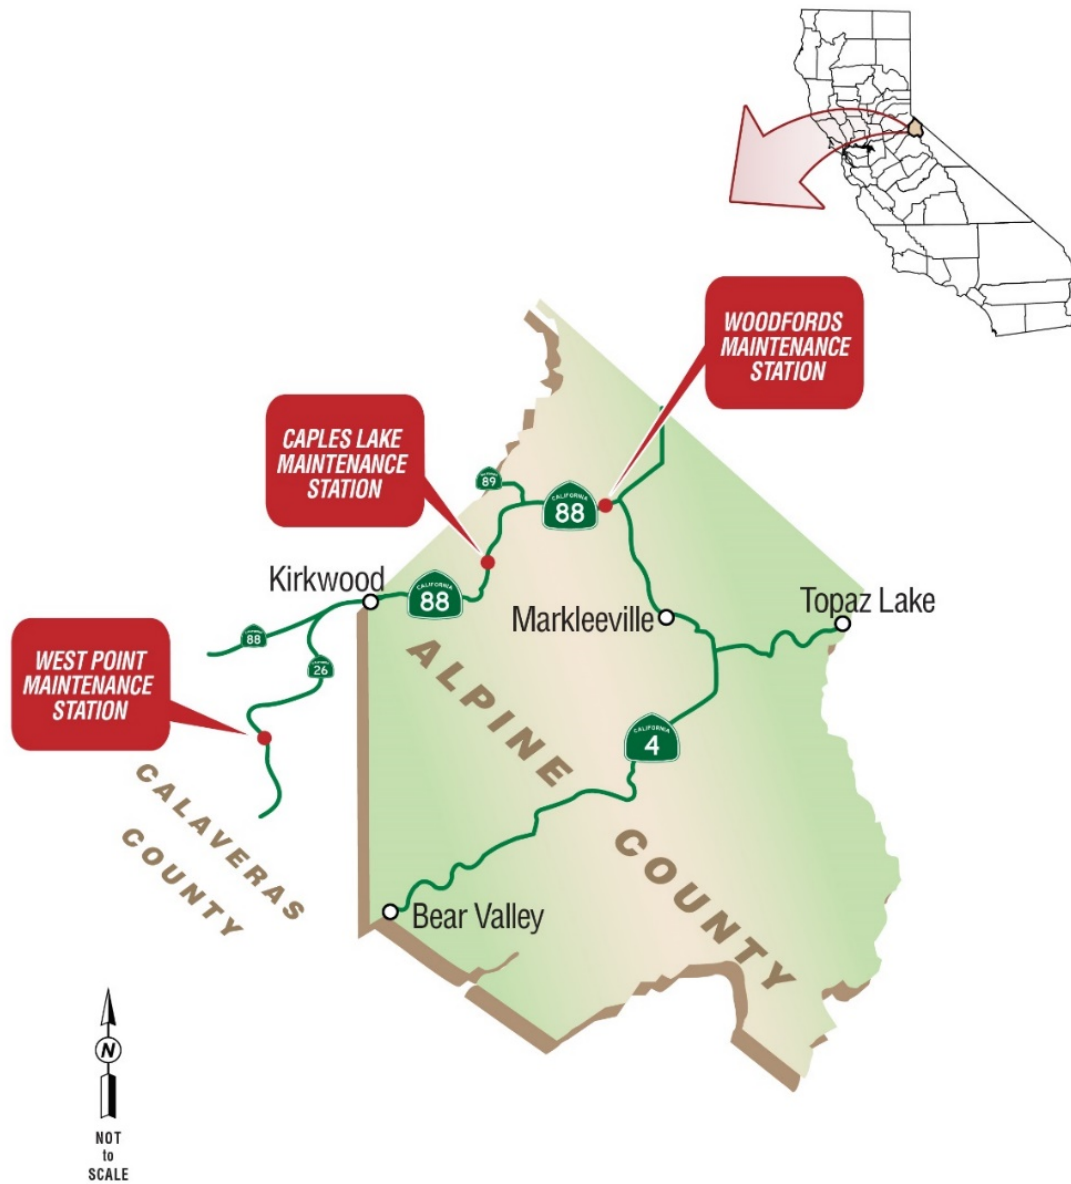 WOODFORDS
MAINTENANCE
STATION
CAPLES LAKE
MAINTENANCE
STATION
89
CALIFORNIA
88
Kirkwood
CALIFORNIA
88
Markleeville
Topaz Lake
88
26
WEST POINT
MAINTENANCE
STATION
ALPINE
COUNTY
CALIFORNIA
4
CALAVERAS
COUNTY
Bear Valley
N
NOT
to
SCALE